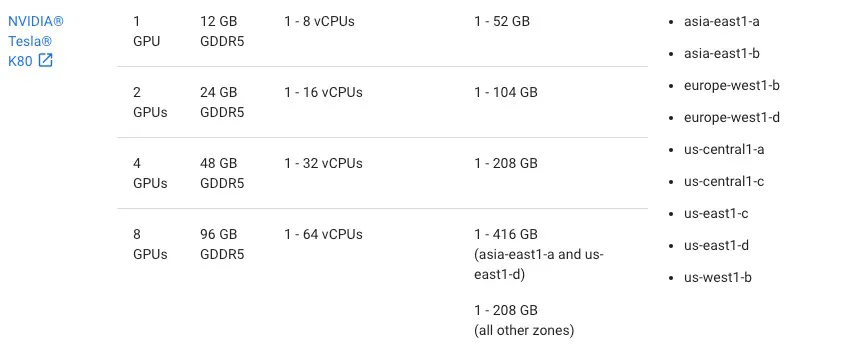 NVIDIA®
Tesla®
K80
1
GPU
12 GB
GDDR5
1 - 8 vCPUs
1 - 52 GB
2
GPUs
24 GB
GDDR5
1 - 16 vCPUs
1 - 104 GB
4
GPUs
48 GB
GDDR5
1 - 32 vCPUs
1 - 208 GB
8
GPUs
96 GB
GDDR5
1 - 64 vCPUs
1 - 416 GB
(asia-east1-a and us-
east1-d)
1 - 208 GB
(all other zones)
asia-east1-a
asia-east1-b
europe-west1-b
europe-west1-d
us-central1-a
us-central1-c
us-east1-c
us-east1-d
us-west1-b